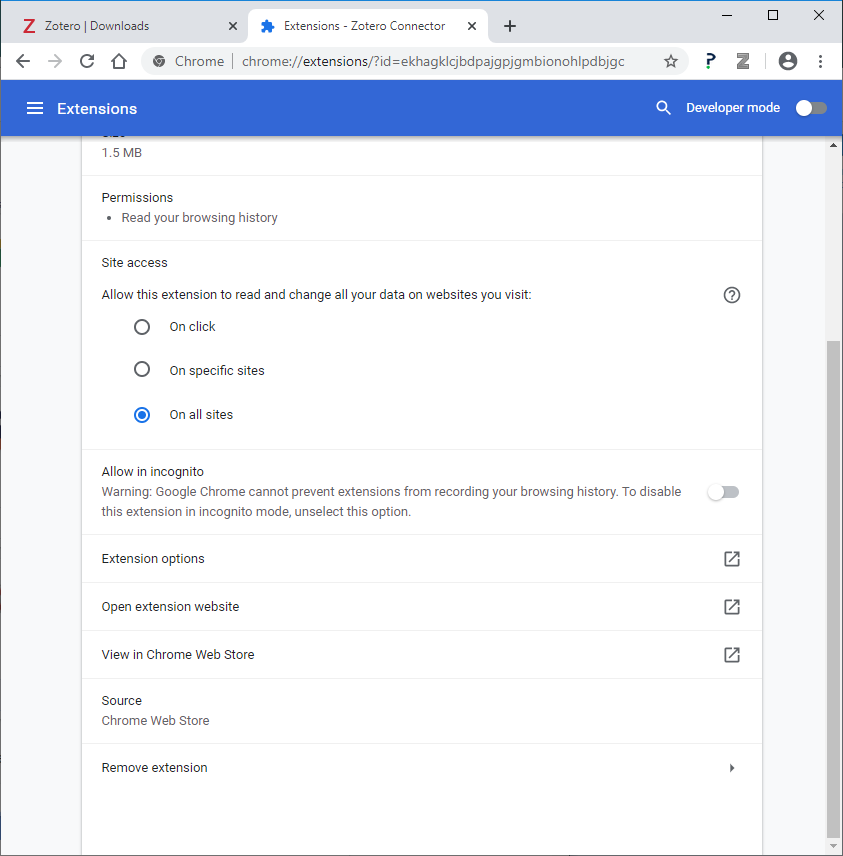 Zotero | Downloads
Extensions - Zotero Connector
Chrome
chrome://extensions/?id=ekhagklcjbdpajgpjgmbionohlpdbjgc
Extensions
Developer mode
1.5 MB
Permissions
• Read your browsing history
Site access
Allow this extension to read and change all your data on websites you visit:
On click
On specific sites
On all sites
Allow in incognito
Warning: Google Chrome cannot prevent extensions from recording your browsing history. To disable
this extension in incognito mode, unselect this option.
Extension options
Open extension website
View in Chrome Web Store
Source
Chrome Web Store
Remove extension